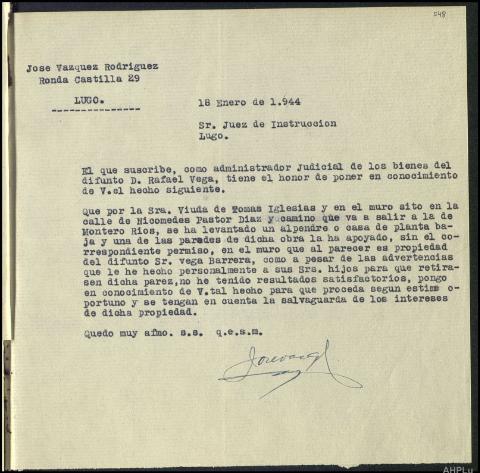 548
Jose Vazquez Rodriguez
Ronda Castilla 29
LUGO.
18 Enero de 1.944
Sr. Juez de Instruccion
Lugo.
El que suscribe, como administrador Judicial de los bienes del
difunto D. Rafael Vega, tiene el honor de poner en conocimiento
de V.el hecho siguiente.
Que por la Sra. Viuda de Tomas Iglesias y en el muro sito en la
calle de Nicomedes Pastor Diaz y camino que va a salir a la de
Montero Rios, se ha levantado un alpendre o casa de planta ba-
ja y una de las parades de dicha obra la ha apoyado, sin el co-
rrespondiente permiso, en el muro que al parecer es propiedad
del difunto Sr. vega Barrera, como a pesar de las advertencias
que le he hecho personalmente a sus Srs. hijos para que retira-
sen dicha parez,no he tenido resultados satisfactorios, pongo
en conocimiento de V.tal hecho para que proceda segun estime o-
portuno y se tengan en cuenta la salvaguarda de los intereses
de dicha propiedad.
Quedo muy afmo. s.s. q.e.s.m.
AHPLu